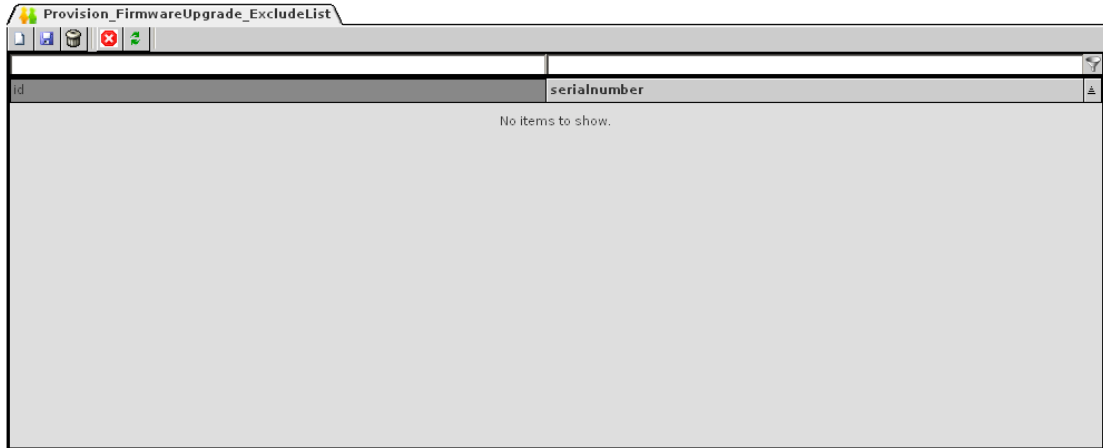 Provision_FirmwareUpgrade_ExcludeList
id serialnumber
No items to show.